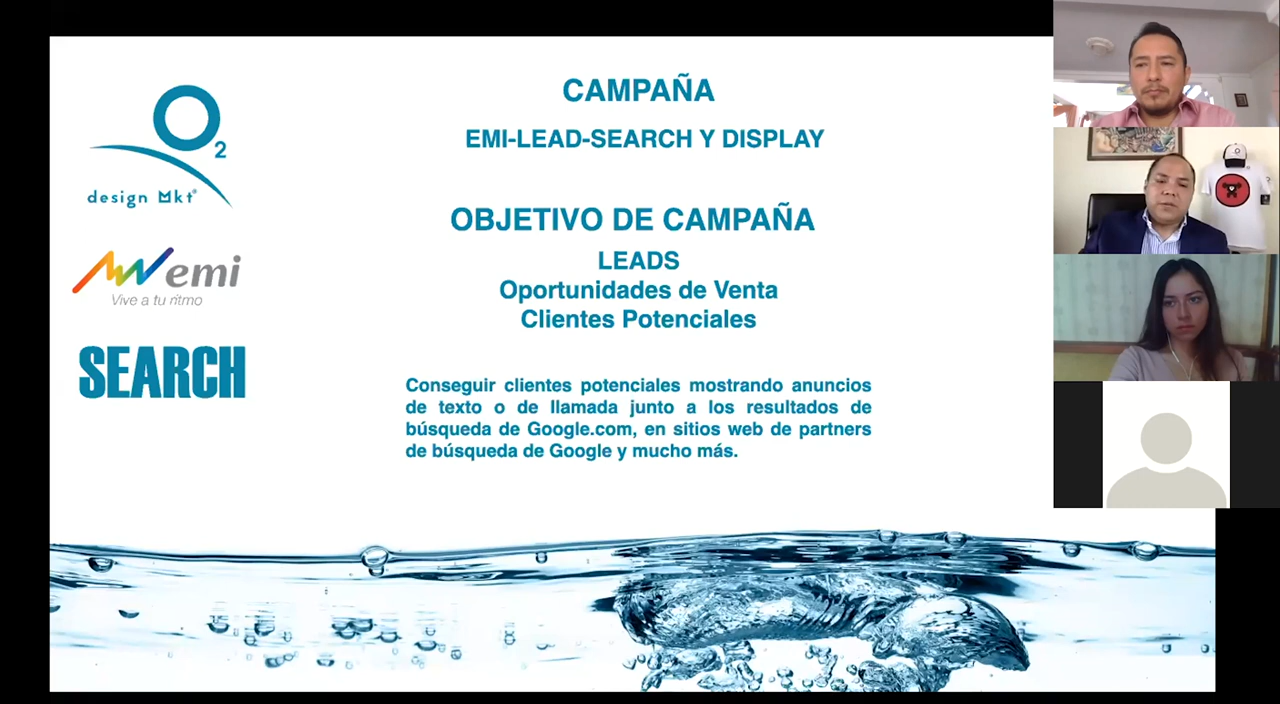 CAMPAÑA
EMI-LEAD-SEARCH Y DISPLAY
OBJETIVO DE CAMPAÑA
LEADS
Oportunidades de Venta
Clientes Potenciales
Conseguir clientes potenciales mostrando anuncios
de texto o de llamada junto a los resultados de
búsqueda de Google.com, en sitios web de partners
de búsqueda de Google y mucho más.
O2
design Mkt®
emi
Vive a tu ritmo
SEARCH